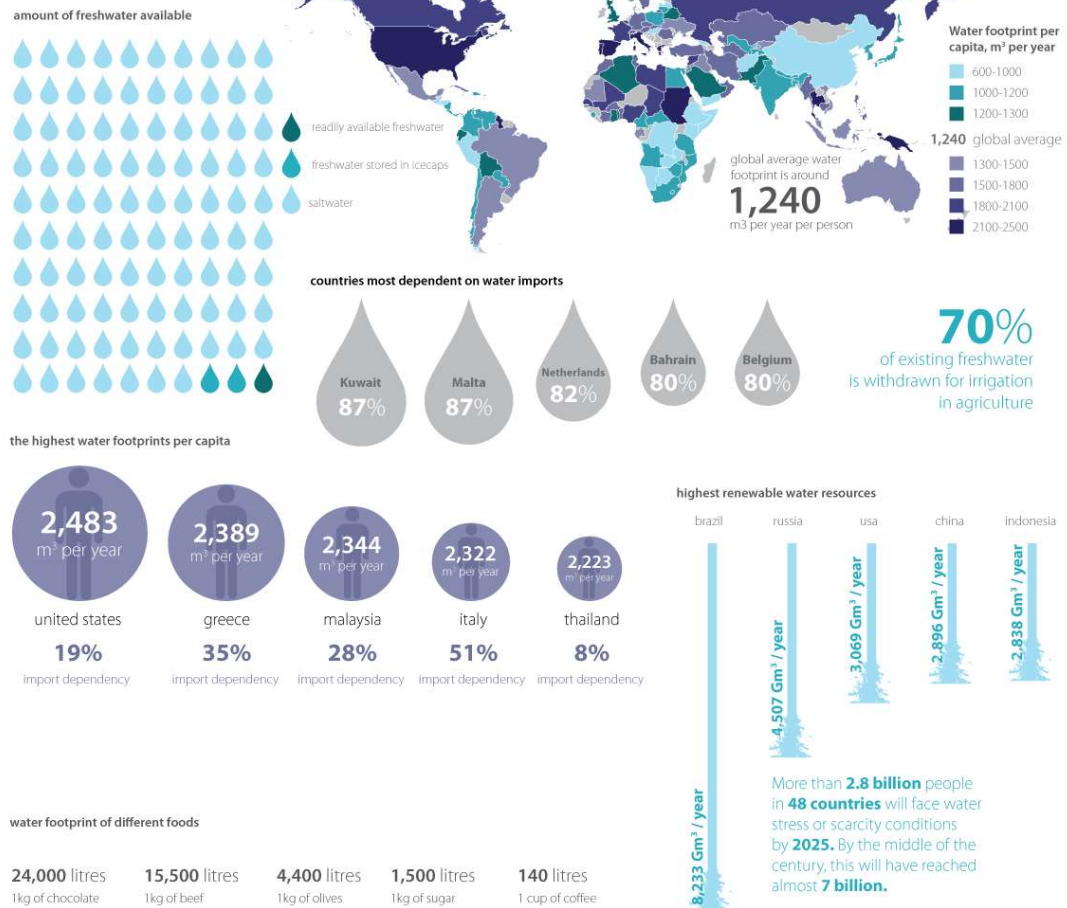 amount of freshwater available
readily available freshwater
freshwater stored in icecaps
saltwater
Water footprint per
capita, m³ per year
600-1000
1000-1200
1200-1300
1,240 global average
1300-1500
1500-1800
1800-2100
2100-2500
global average water
footprint is around
1,240
m3 per year per person
countries most dependent on water imports
Kuwait
87%
Malta
87%
Netherlands
82%
Bahrain
80%
Belgium
80%
70%
of existing freshwater
is withdrawn for irrigation
in agriculture
the highest water footprints per capita
2,483
m³ per year
united states
19%
import dependency
2,389
m³ per year
greece
35%
import dependency
2,344
m³ per year
malaysia
28%
import dependency
2,322
m³ per year
italy
51%
import dependency
2,223
m³ per year
thailand
8%
import dependency
highest renewable water resources
brazil
8,233 Gm³ / year
russia
4,507 Gm³ / year
usa
3,069 Gm³ / year
china
2,896 Gm³ / year
indonesia
2,838 Gm³ / year
More than 2.8 billion people
in 48 countries will face water
stress or scarcity conditions
by 2025. By the middle of the
century, this will have reached
almost 7 billion.
water footprint of different foods
24,000 litres
1kg of chocolate
15,500 litres
1kg of beef
4,400 litres
1kg of olives
1,500 litres
1kg of sugar
140 litres
1 cup of coffee